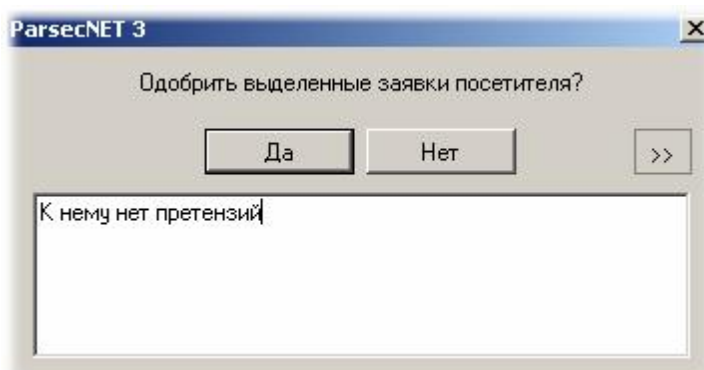 ParsecNET 3
Одобрить выделенные заявки посетителя?
Да
Нет
>>
К нему нет претензий